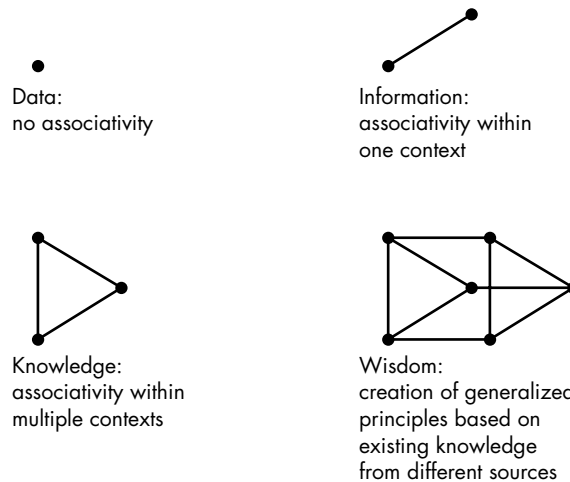 Data:
no associativity
Information:
associativity within
one context
Knowledge:
associativity within
multiple contexts
Wisdom:
creation of generalized
principles based on
existing knowledge
from different sources